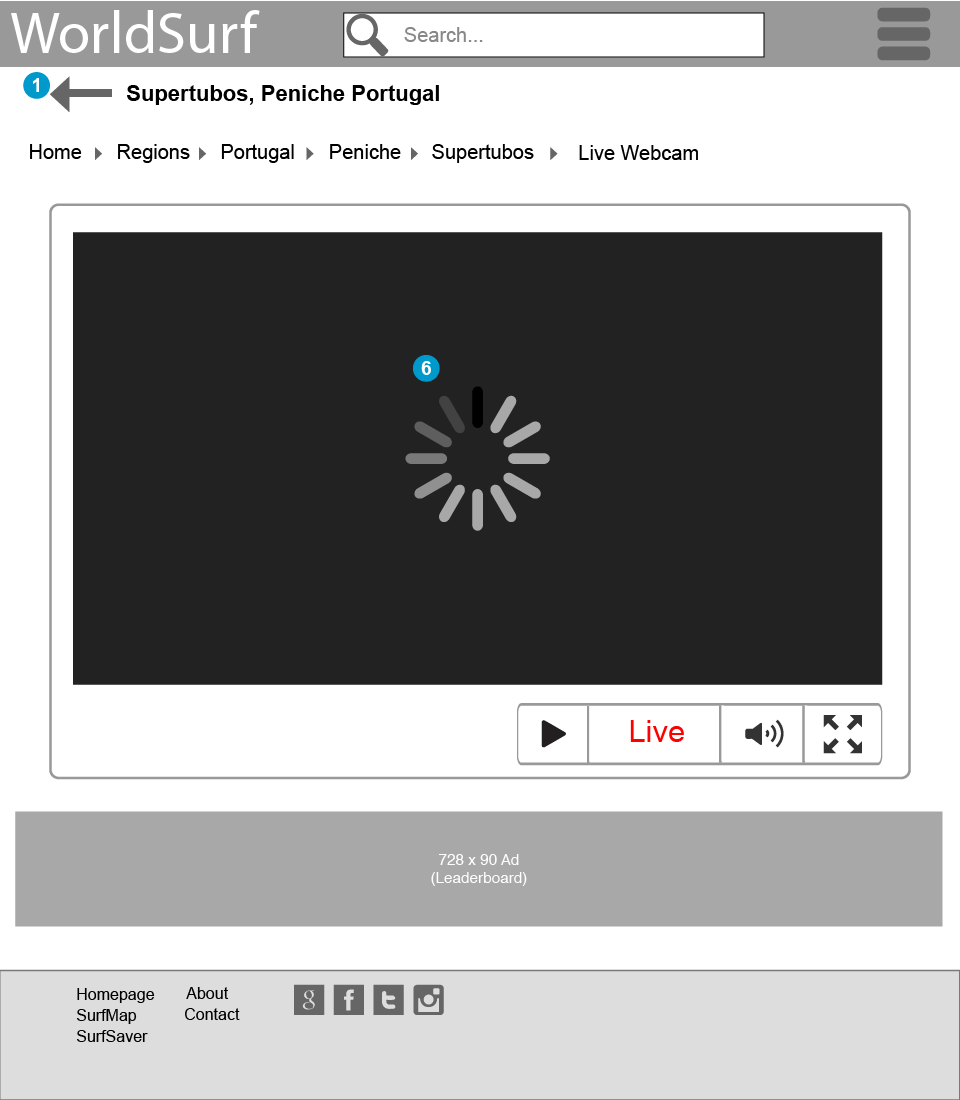 WorldSurf
Search...
1
Supertubos, Peniche Portugal
Home Regions Portugal Peniche Supertubos Live Webcam
6
Live
728 x 90 Ad
(Leaderboard)
Homepage About
SurfMap Contact
SurfSaver